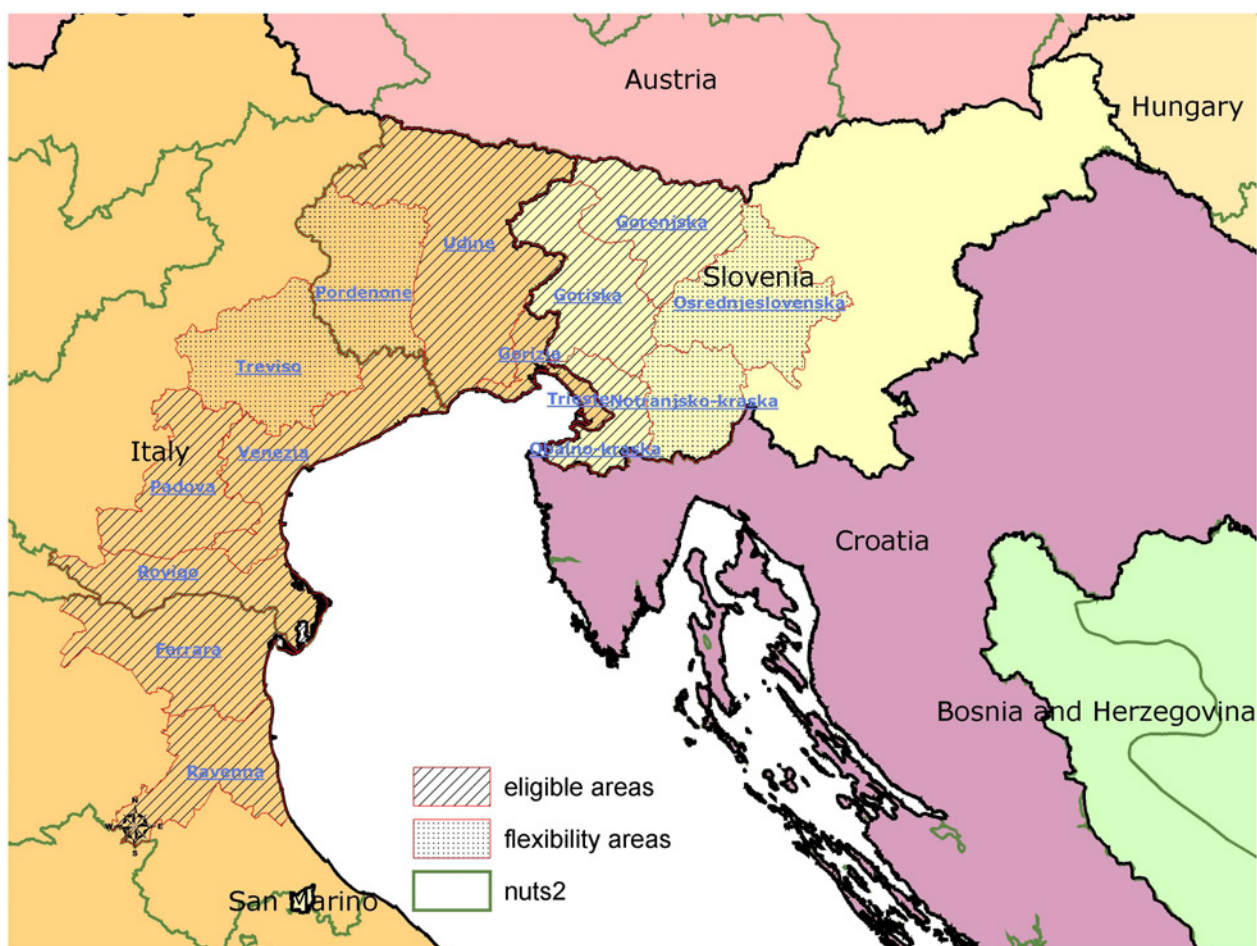 Austria
Hungary
Gorenjska
Udine
Slovenia
Pordenone
Goriska
Osrednjeslovenska
Gorizia
Treviso
Trieste
Notranjsko-kraska
Italy
Venezia
Obalno-kraska
Padova
Croatia
Rovigo
Ferrara
Bosnia and Herzegovina
Ravenna
eligible areas
N
W
E
S
flexibility areas
nuts2
San Marino